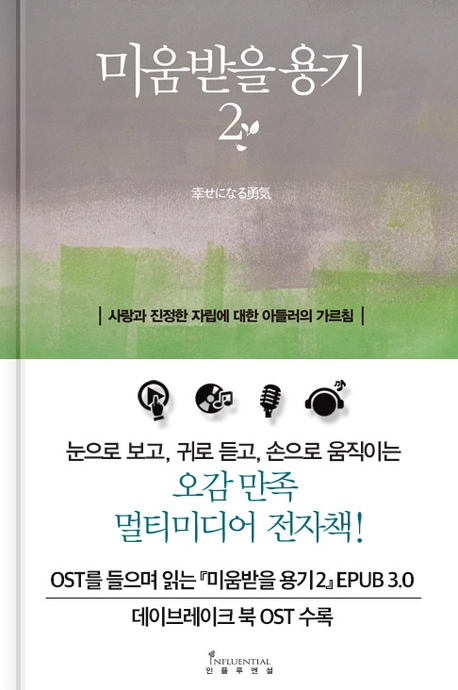 미움받을 용기
2
幸せになる勇気
| 사랑과 진정한 자립에 대한 아들러의 가르침 |
눈으로 보고, 귀로 듣고, 손으로 움직이는
오감 만족
멀티미디어 전자책!
OST를 들으며 읽는 『미움받을 용기 2』 EPUB 3.0
데이브레이크 북 OST 수록
INFLUENTIAL
인플루엔셜